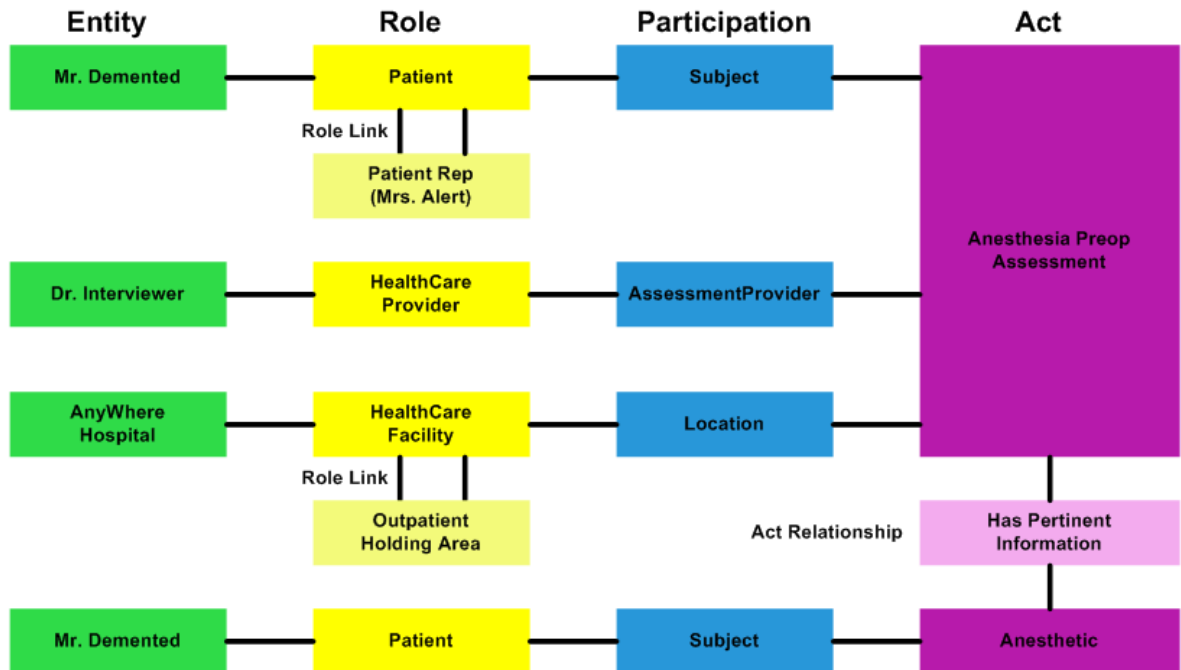 Entity
Role
Participation
Act
Mr. Demented
Patient
Subject
Role Link
Patient Rep
(Mrs. Alert)
Anesthesia Preop
Assessment
Dr. Interviewer
HealthCare
Provider
AssessmentProvider
AnyWhere
Hospital
HealthCare
Facility
Location
Role Link
Outpatient
Holding Area
Act Relationship
Has Pertinent
Information
Mr. Demented
Patient
Subject
Anesthetic